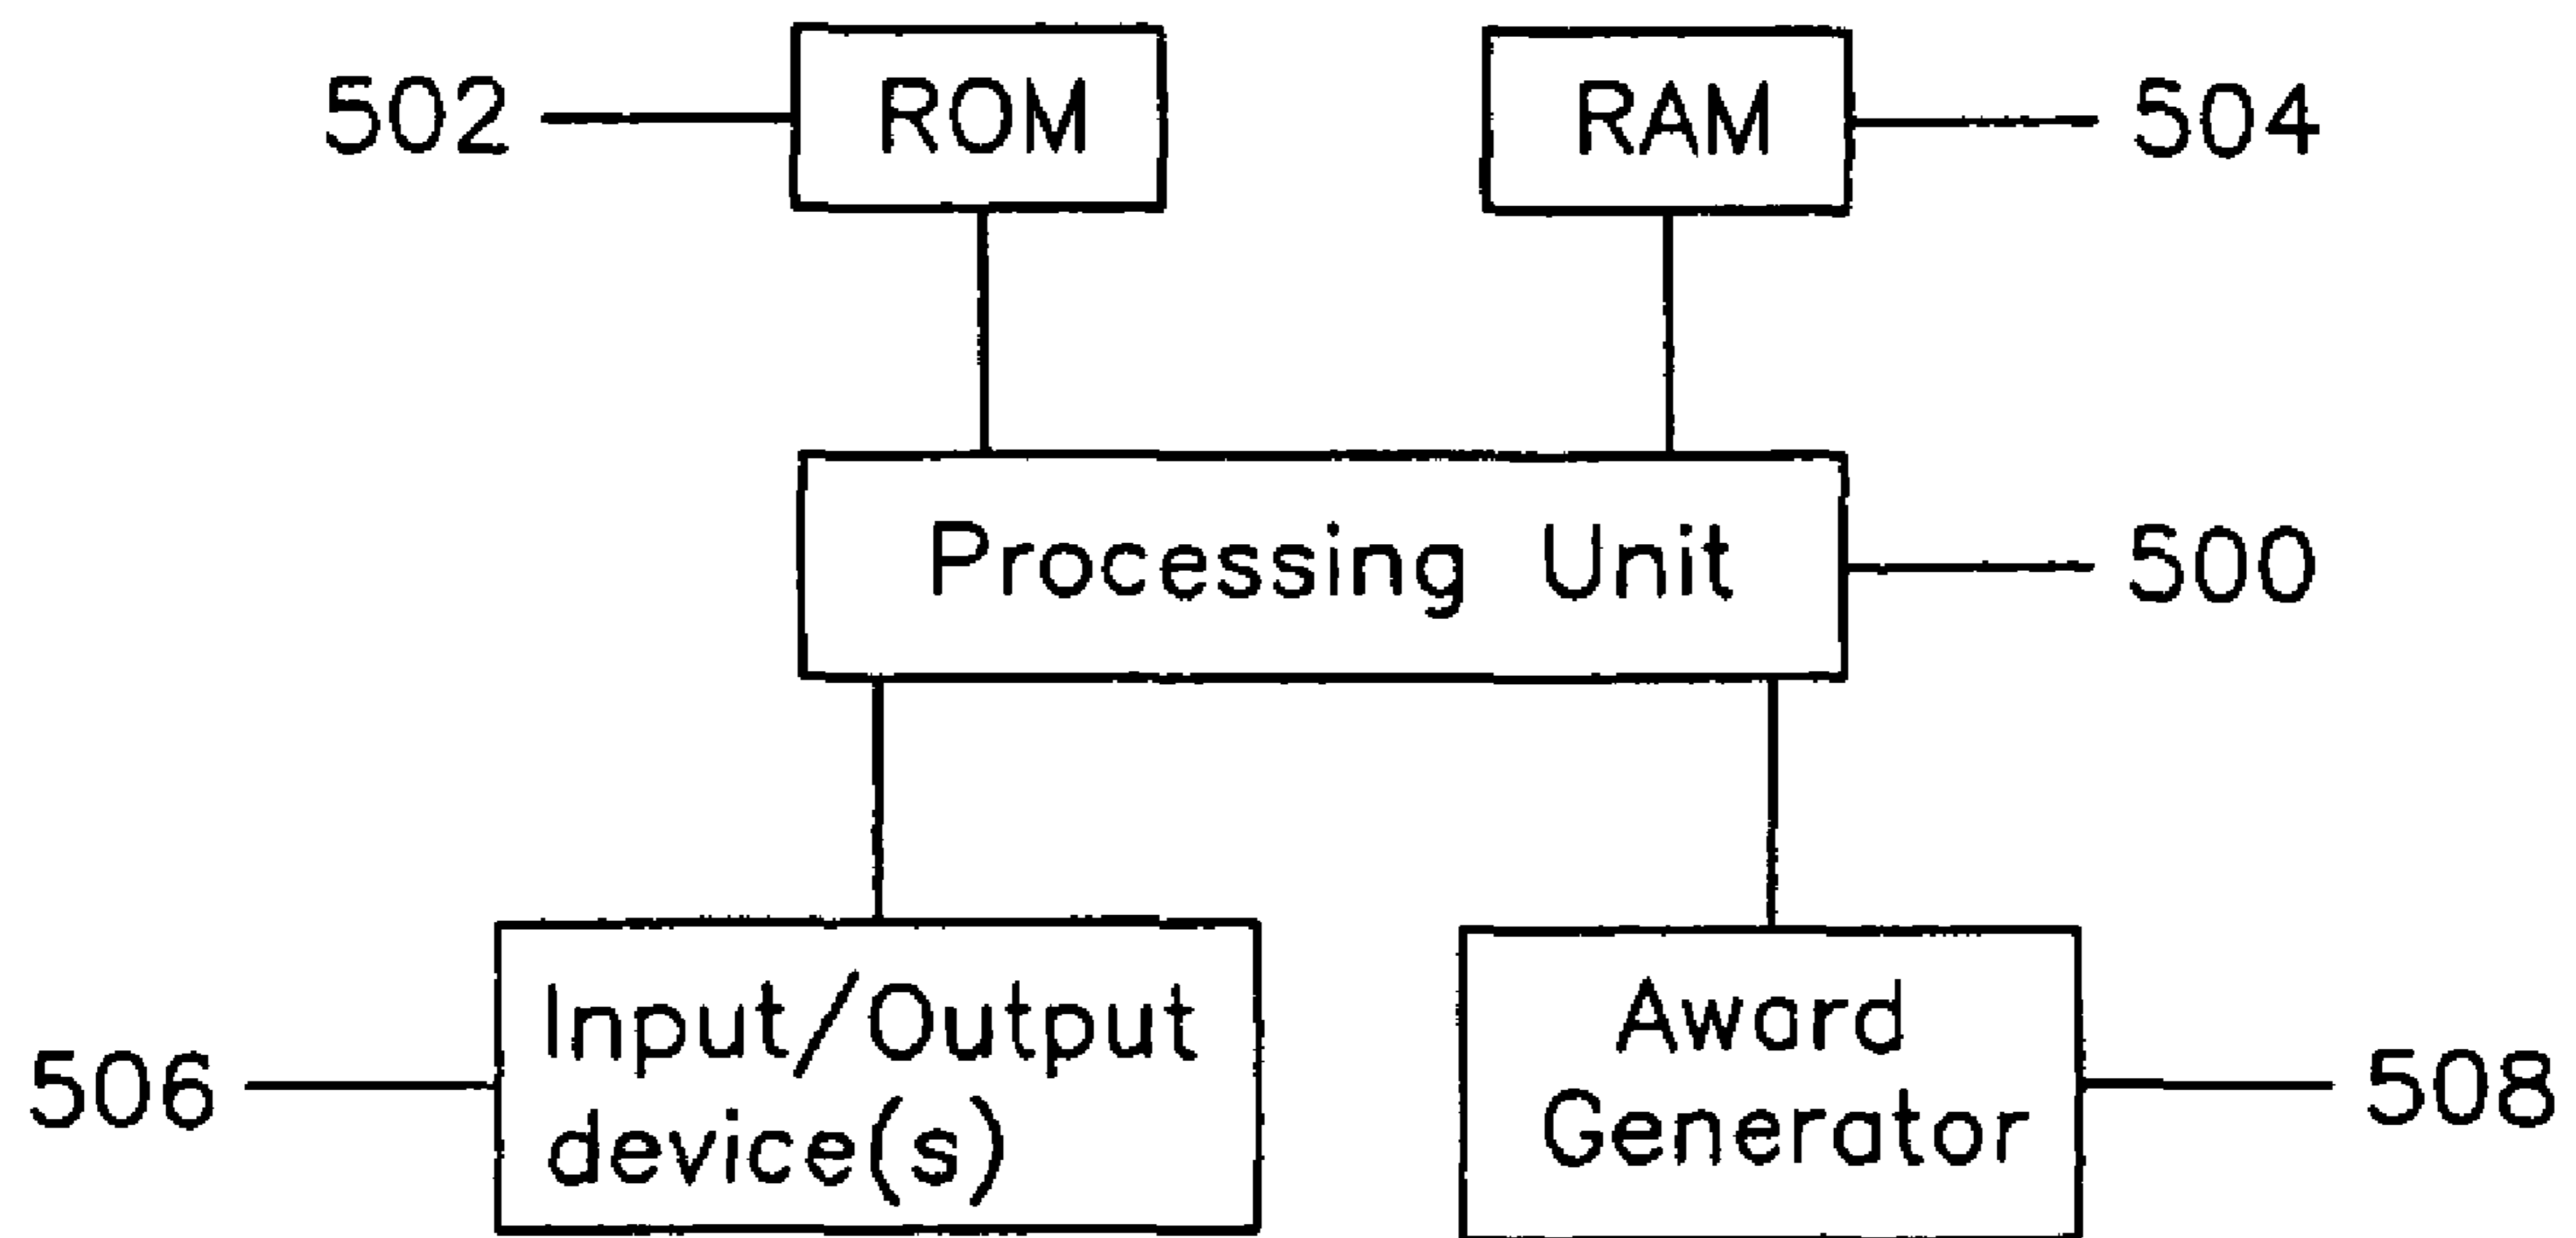 502
ROM
RAM
504
Processing Unit
500
506
Input/Output
device(s)
Award
Generator
508